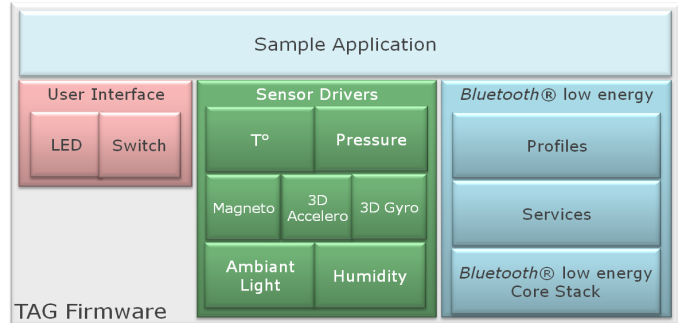 Sample Application
User Interface
LED
Switch
Sensor Drivers
T°
Pressure
Magneto
3D
Accelero
3D Gyro
Ambiant
Light
Humidity
Bluetooth® low energy
Profiles
Services
Bluetooth® low energy
Core Stack
TAG Firmware